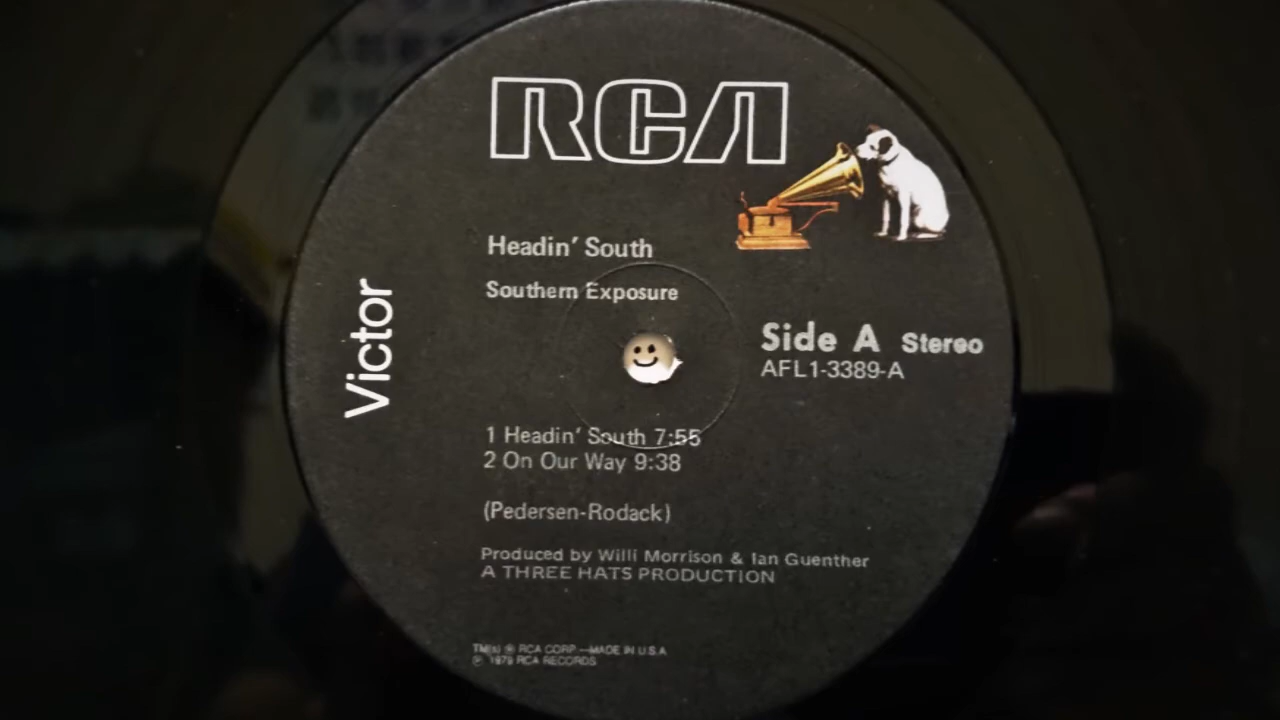 RCA
Headin' South
Southern Exposure
Victor
Side A Stereo
AFL1-3389-A
1 Headin' South 7:55
2 On Our Way 9:38
(Pedersen-Rodack)
Produced by Willi Morrison & Ian Guenther
A THREE HATS PRODUCTION
TM(s) ® RCA CORP.—MADE IN U.S.A
℗ 1979 RCA RECORDS